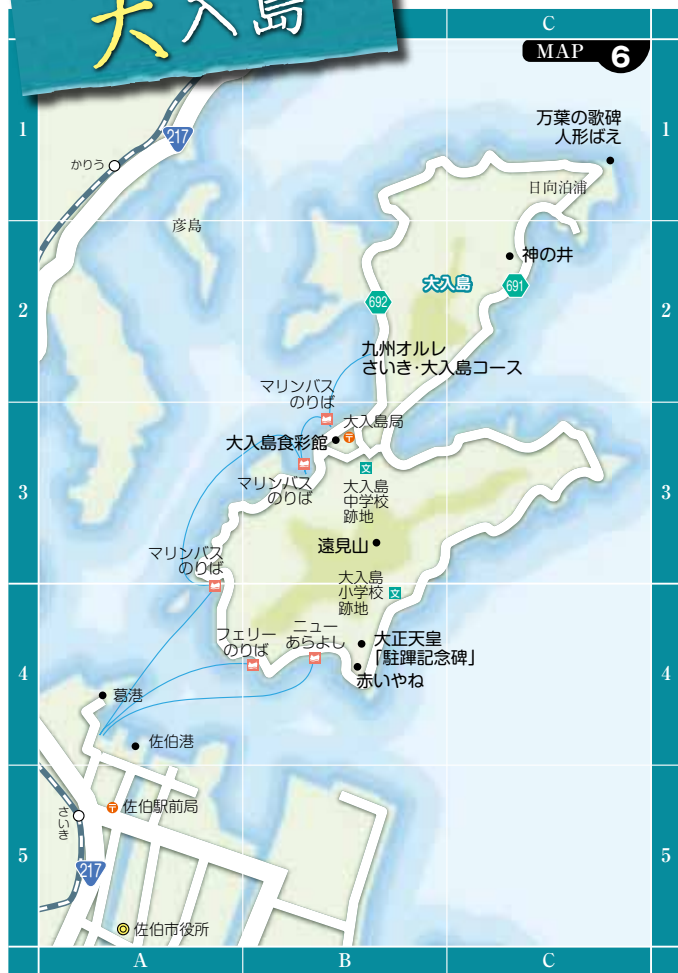 大入島
C
MAP 6
1
1
万葉の歌碑
人形ばえ
217
かりう
日向泊浦
彦島
神の井
2
2
大入島
691
692
九州オルレ
さいき・大入島コース
マリンバス
のりば
大入島局
大入島食彩館
マリンバス
のりば
大入島
中学校
跡地
3
3
遠見山
マリンバス
のりば
大入島
小学校
跡地
フェリー
のりば
ニュー
あらよし
大正天皇
「駐蹕記念碑」
赤いやね
4
4
葛港
佐伯港
さいき
佐伯駅前局
5
5
217
佐伯市役所
A
B
C